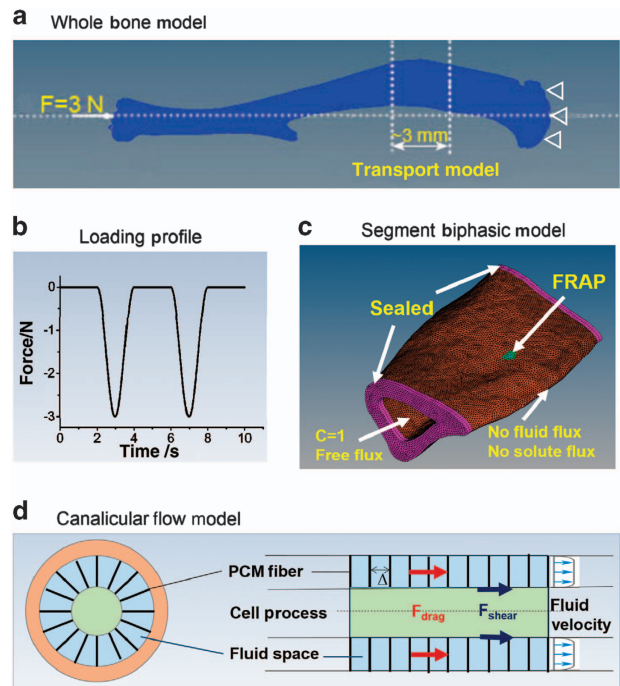 a Whole bone model
F=3 N
~3 mm
Transport model
b Loading profile
Force/N
0
-1
-2
-3
0 2 4 6 8 10
Time /s
c Segment biphasic model
Sealed
FRAP
C=1
Free flux
No fluid flux
No solute flux
d Canalicular flow model
PCM fiber
Cell process
Fluid space
Δ
F_drag
F_shear
Fluid
velocity